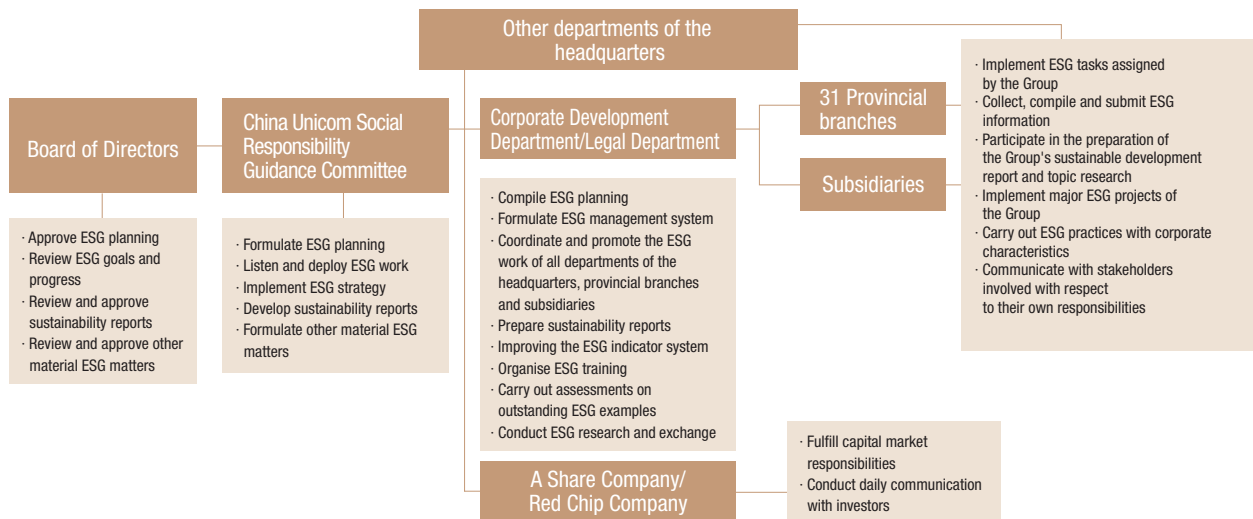 Other departments of the
headquarters
Board of Directors
· Approve ESG planning
· Review ESG goals and
progress
· Review and approve
sustainability reports
· Review and approve other
material ESG matters
China Unicom Social
Responsibility
Guidance Committee
· Formulate ESG planning
· Listen and deploy ESG work
· Implement ESG strategy
· Develop sustainability reports
· Formulate other material ESG
matters
Corporate Development
Department/Legal Department
· Compile ESG planning
· Formulate ESG management system
· Coordinate and promote the ESG
work of all departments of the
headquarters, provincial branches
and subsidiaries
· Prepare sustainability reports
· Improving the ESG indicator system
· Organise ESG training
· Carry out assessments on
outstanding ESG examples
· Conduct ESG research and exchange
31 Provincial
branches
Subsidiaries
· Implement ESG tasks assigned
by the Group
· Collect, compile and submit ESG
information
· Participate in the preparation of
the Group's sustainable development
report and topic research
· Implement major ESG projects of
the Group
· Carry out ESG practices with corporate
characteristics
· Communicate with stakeholders
involved with respect
to their own responsibilities
A Share Company/
Red Chip Company
· Fulfill capital market
responsibilities
· Conduct daily communication
with investors